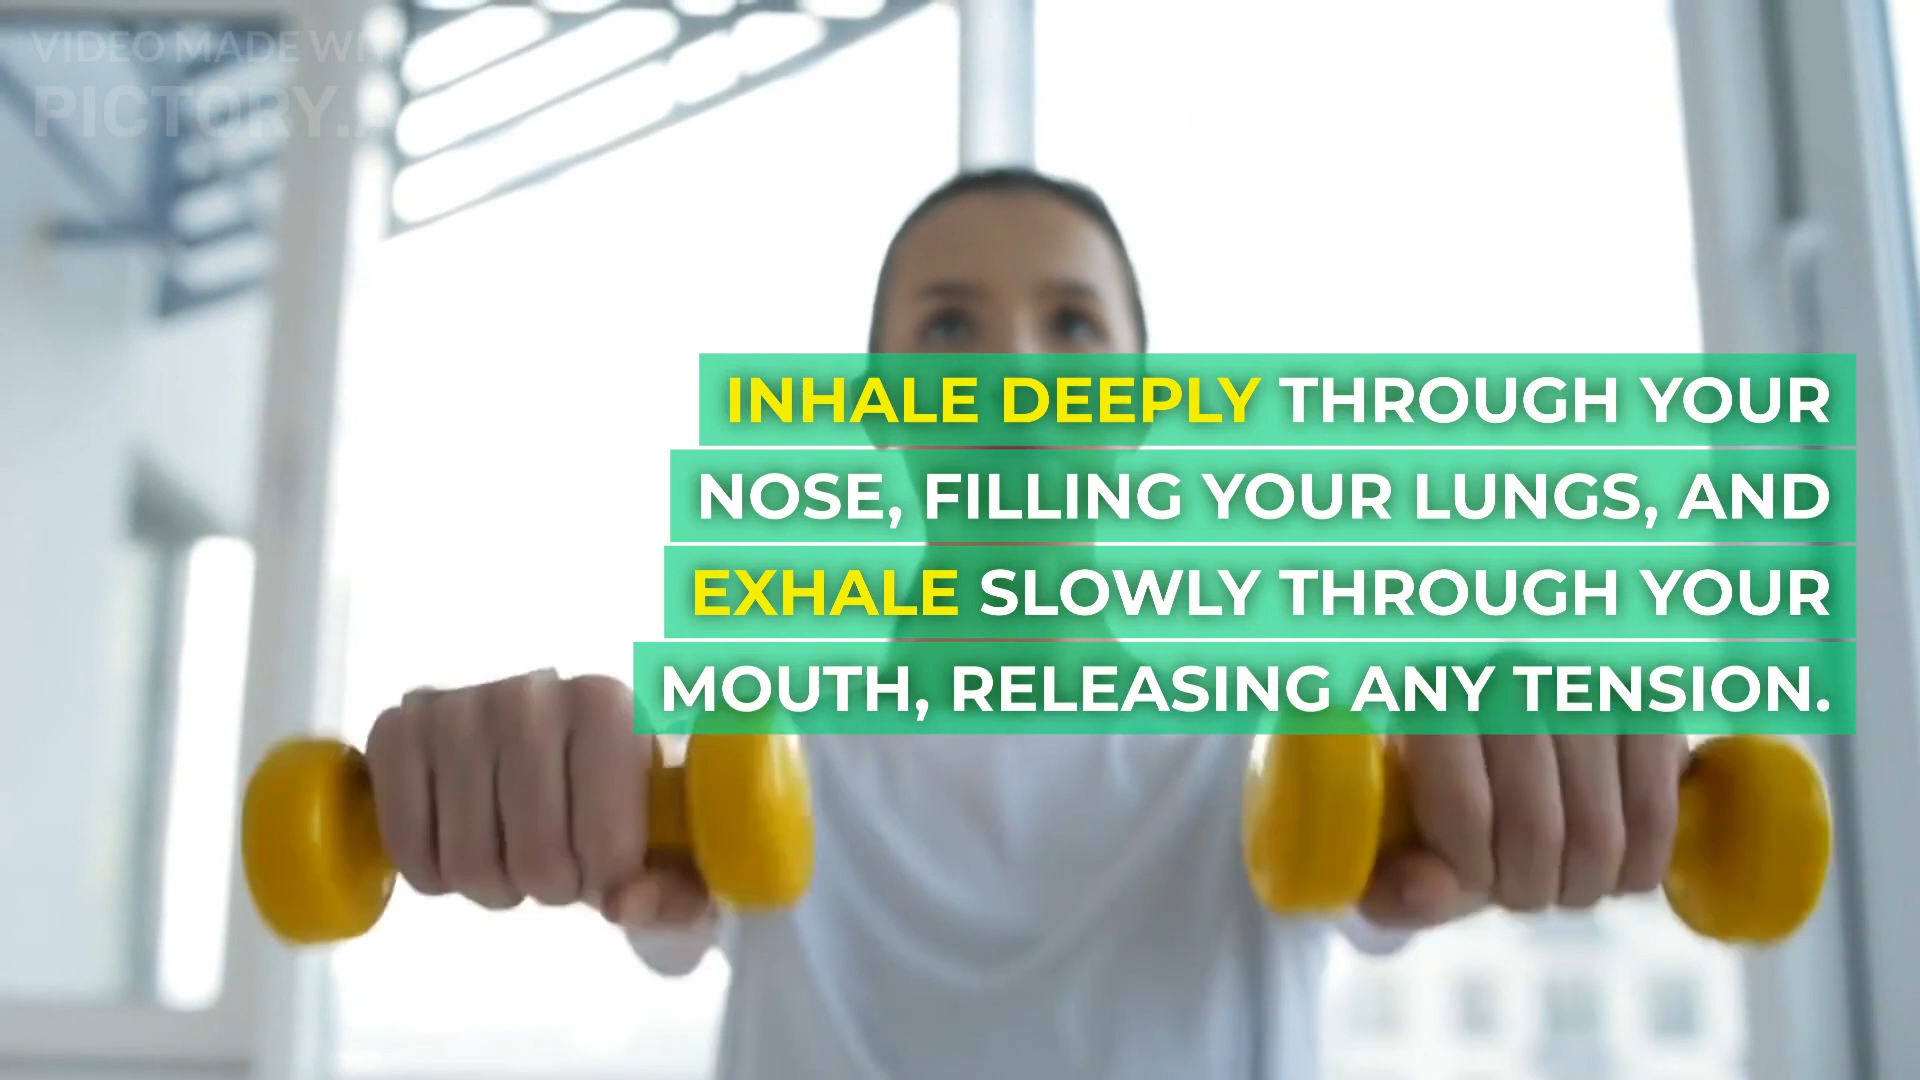 VIDEO MADE WITH
PICTORY.
INHALE DEEPLY THROUGH YOUR
NOSE, FILLING YOUR LUNGS, AND
EXHALE SLOWLY THROUGH YOUR
MOUTH, RELEASING ANY TENSION.